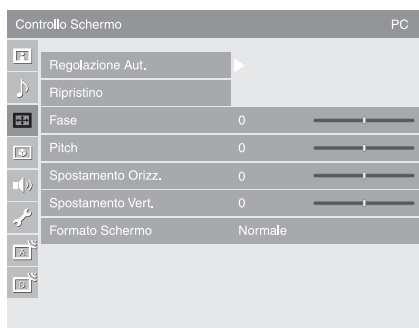 Controllo Schermo PC
Regolazione Aut.
Ripristino
Fase 0
Pitch 0
Spostamento Orizz. 0
Spostamento Vert. 0
Formato Schermo Normale
A
B